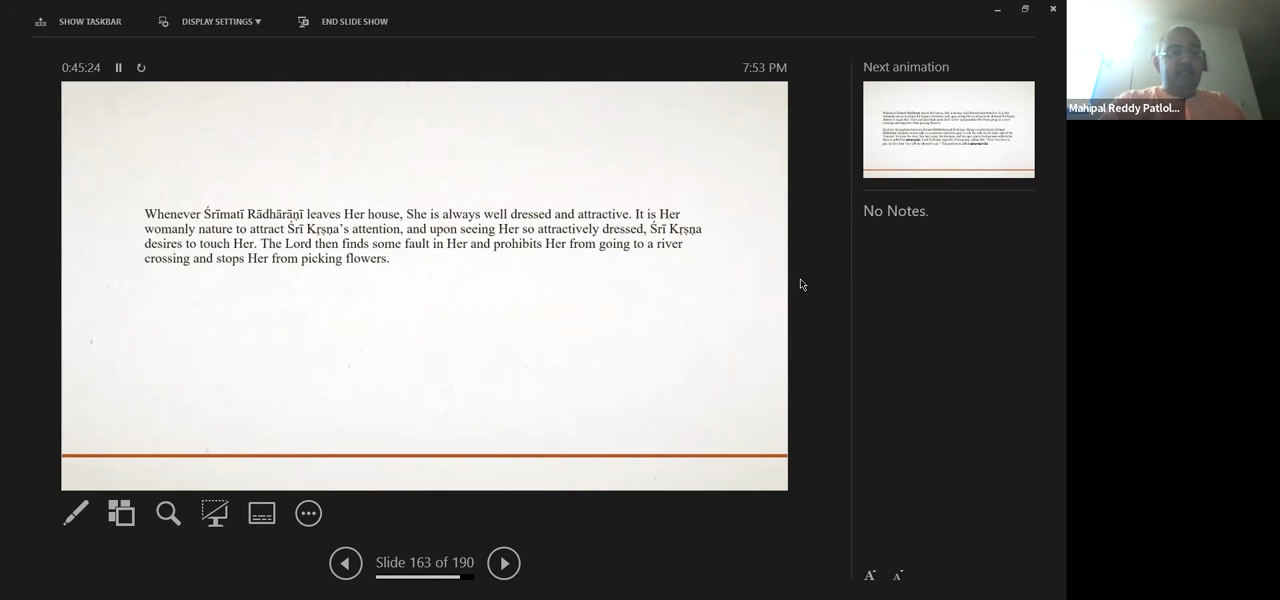 SHOW TASKBAR
DISPLAY SETTINGS ▼
END SLIDE SHOW
0:45:24
7:53 PM
Next animation
Mahipal Reddy Patlol...
Whenever Śrīmatī Rādhārāṇī leaves Her house, She is always well dressed and attractive. It is Her
womanly nature to attract Śrī Kṛṣṇa's attention, and upon seeing Her so attractively dressed, Śrī Kṛṣṇa
desires to touch Her. The Lord then finds some fault in Her and prohibits Her from going to a river
crossing and stops Her from picking flowers.
No Notes.
Slide 163 of 190
A A